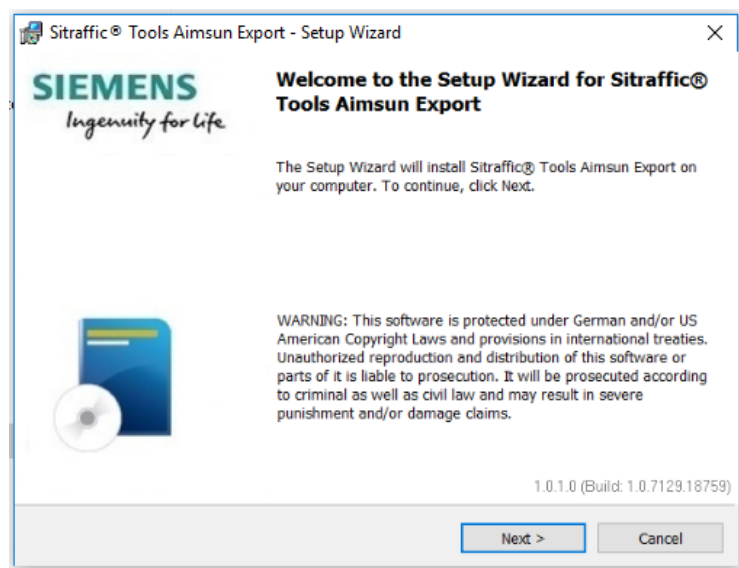 Sitraffic® Tools Aimsun Export - Setup Wizard
SIEMENS
Ingenuity for life
Welcome to the Setup Wizard for Sitraffic®
Tools Aimsun Export
The Setup Wizard will install Sitraffic® Tools Aimsun Export on
your computer. To continue, click Next.
WARNING: This software is protected under German and/or US
American Copyright Laws and provisions in international treaties.
Unauthorized reproduction and distribution of this software or
parts of it is liable to prosecution. It will be prosecuted according
to criminal as well as civil law and may result in severe
punishment and/or damage claims.
1.0.1.0 (Build: 1.0.7129.18759)
Next >
Cancel